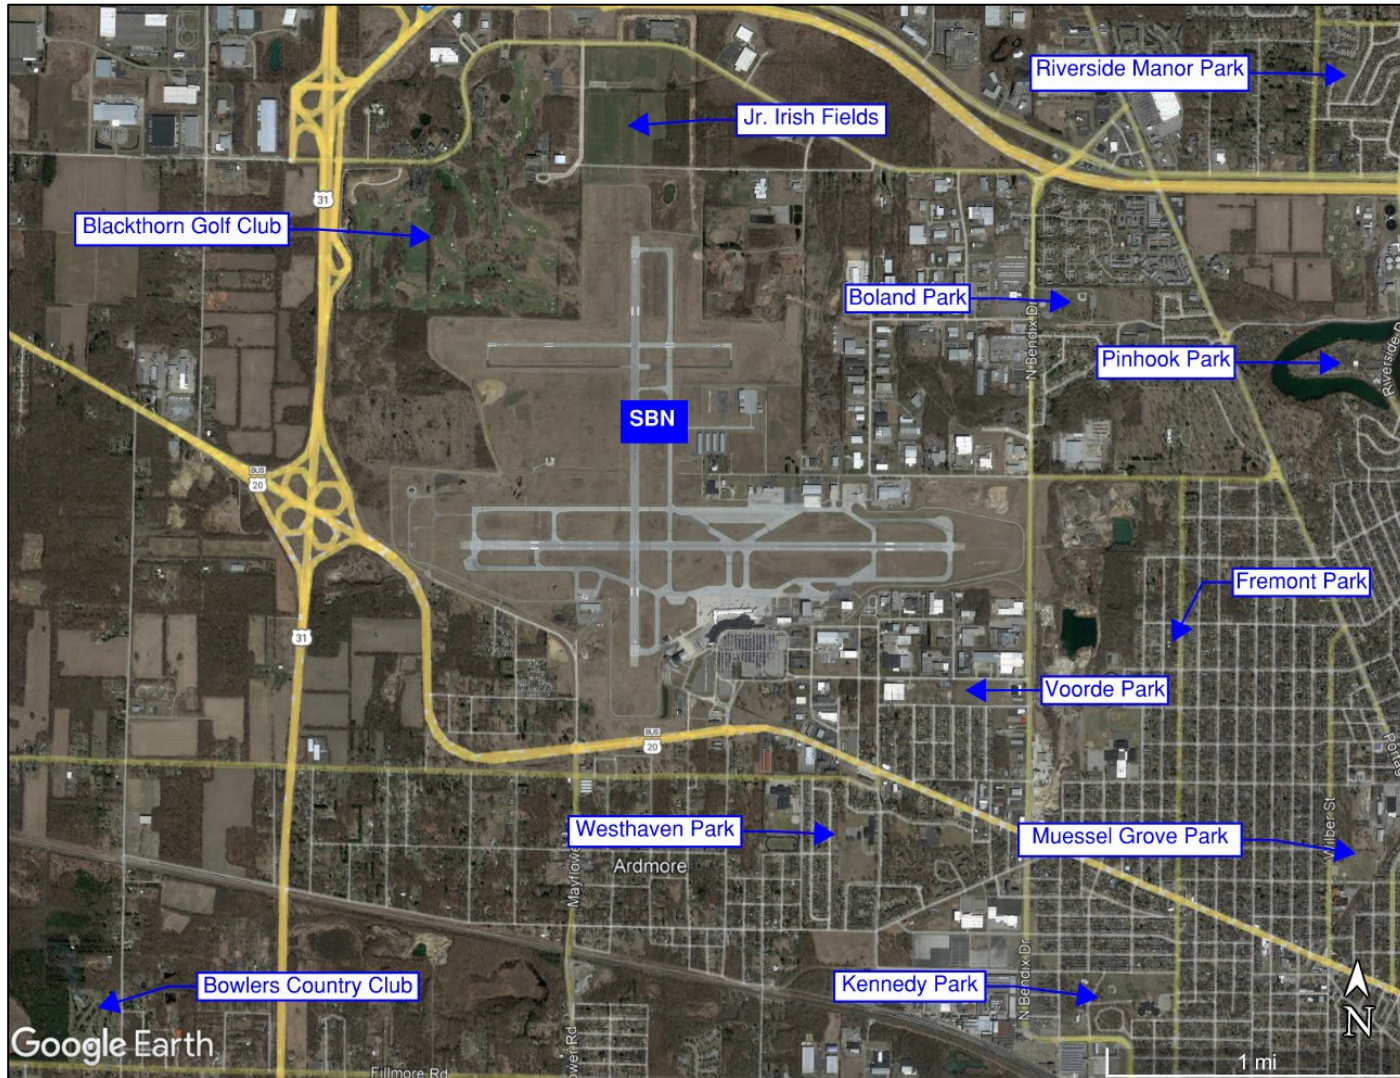 Riverside Manor Park
Jr. Irish Fields
31
Blackthorn Golf Club
Boland Park
N Bendix Dr
Pinhook Park
SBN
BUS
20
Fremont Park
31
Voorde Park
BUS
20
Westhaven Park
Muessel Grove Park
Wilber St
Ardmore
Bowlers Country Club
Kennedy Park
N Bendix Dr
N
Google Earth
1 mi
Fillmore Rd